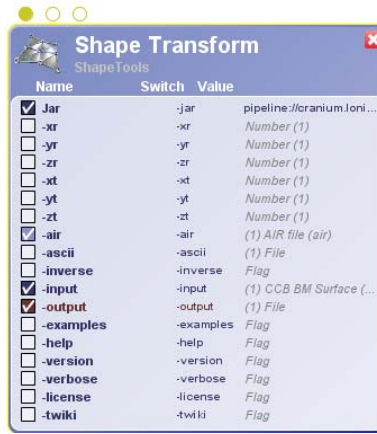 Shape Transform
ShapeTools
Name Switch Value
Jar -jar pipeline://cranium.loni...
-xr -xr Number (1)
-yr -yr Number (1)
-zr -zr Number (1)
-xt -xt Number (1)
-yt -yt Number (1)
-zt -zt Number (1)
-air -air (1) AIR file (air)
-ascii -ascii (1) File
-inverse -inverse Flag
-input -input (1) CCB BM Surface (...
-output -output (1) File
-examples -examples Flag
-help -help Flag
-version -version Flag
-verbose -verbose Flag
-license -license Flag
-twiki -twiki Flag